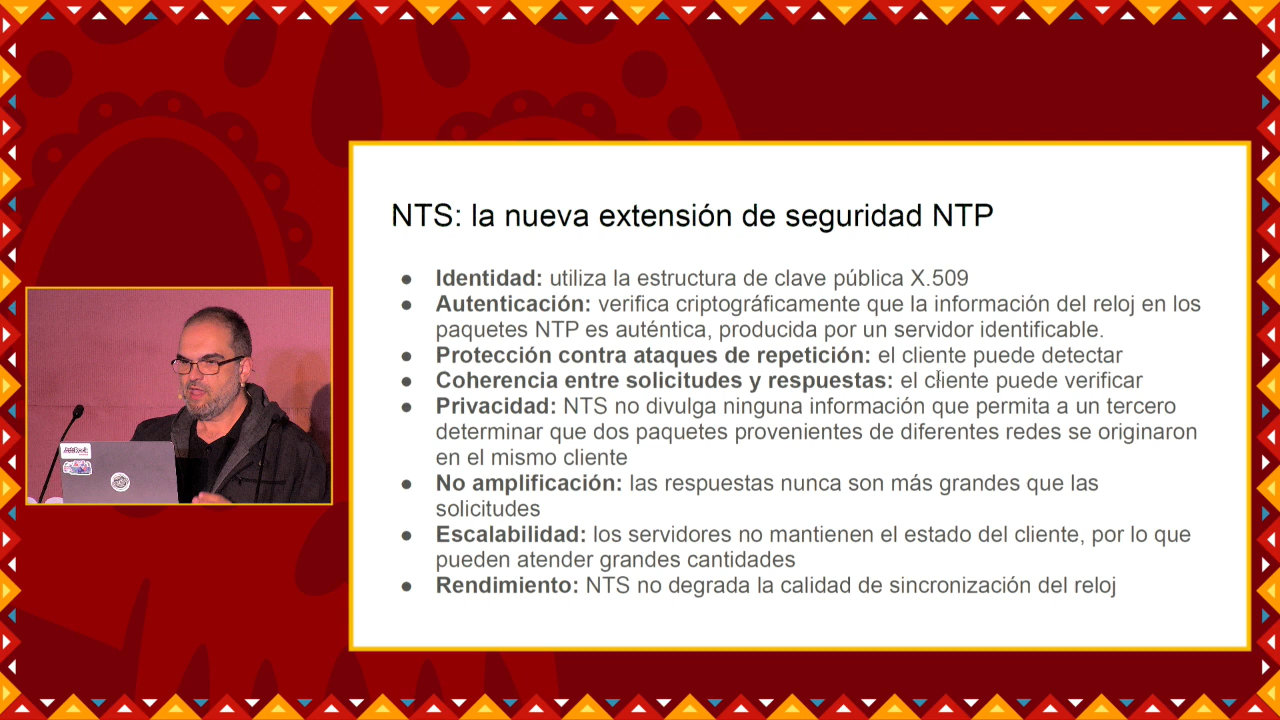 NTS: la nueva extensión de seguridad NTP
● Identidad: utiliza la estructura de clave pública X.509
● Autenticación: verifica criptográficamente que la información del reloj en los
paquetes NTP es auténtica, producida por un servidor identificable.
● Protección contra ataques de repetición: el cliente puede detectar
● Coherencia entre solicitudes y respuestas: el cliente puede verificar
● Privacidad: NTS no divulga ninguna información que permita a un tercero
determinar que dos paquetes provenientes de diferentes redes se originaron
en el mismo cliente
● No amplificación: las respuestas nunca son más grandes que las
solicitudes
● Escalabilidad: los servidores no mantienen el estado del cliente, por lo que
pueden atender grandes cantidades
● Rendimiento: NTS no degrada la calidad de sincronización del reloj